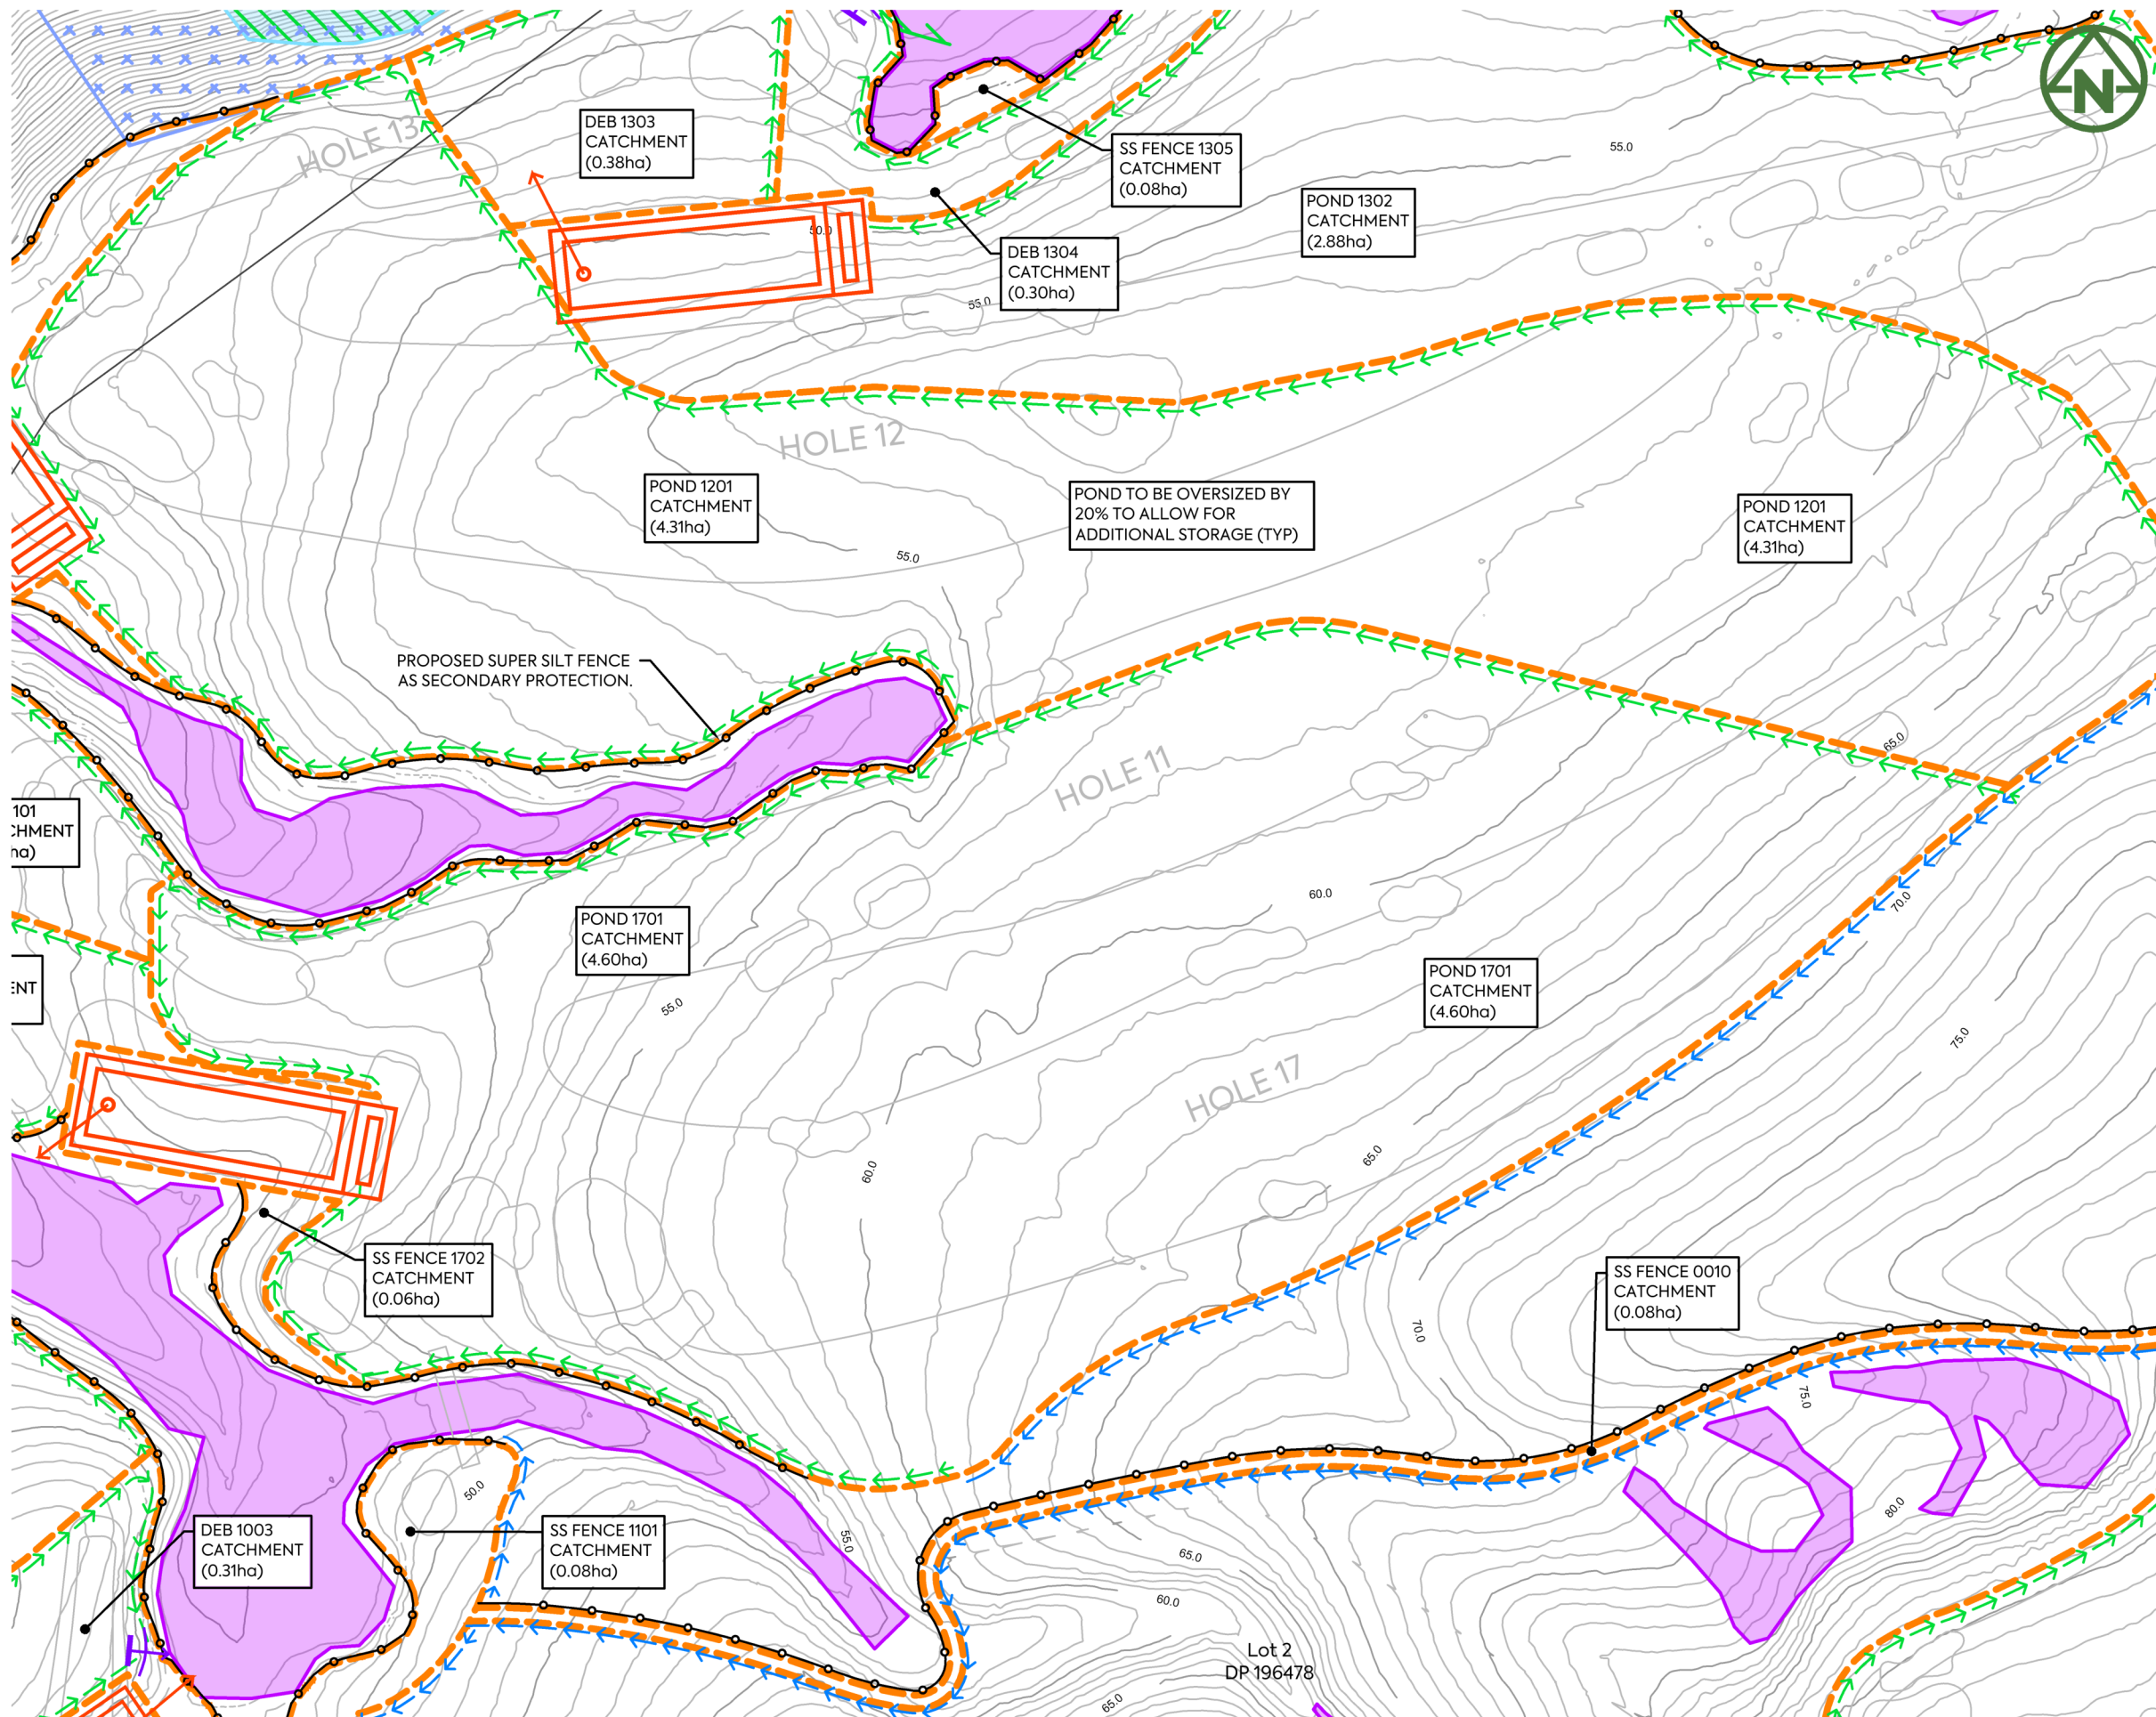 N
HOLE 13
DEB 1303
CATCHMENT
(0.38ha)
SS FENCE 1305
CATCHMENT
(0.08ha)
55.0
POND 1302
CATCHMENT
(2.88ha)
50.0
DEB 1304
CATCHMENT
(0.30ha)
55.0
HOLE 12
POND 1201
CATCHMENT
(4.31ha)
POND TO BE OVERSIZED BY
20% TO ALLOW FOR
ADDITIONAL STORAGE (TYP)
POND 1201
CATCHMENT
(4.31ha)
55.0
PROPOSED SUPER SILT FENCE
AS SECONDARY PROTECTION.
65.0
HOLE 11
101
CHMENT
ha)
60.0
70.0
POND 1701
CATCHMENT
(4.60ha)
ENT
POND 1701
CATCHMENT
(4.60ha)
55.0
75.0
HOLE 17
60.0
65.0
SS FENCE 1702
CATCHMENT
(0.06ha)
SS FENCE 0010
CATCHMENT
(0.08ha)
70.0
75.0
50.0
80.0
DEB 1003
CATCHMENT
(0.31ha)
SS FENCE 1101
CATCHMENT
(0.08ha)
55.0
65.0
60.0
Lot 2
DP 196478
65.0